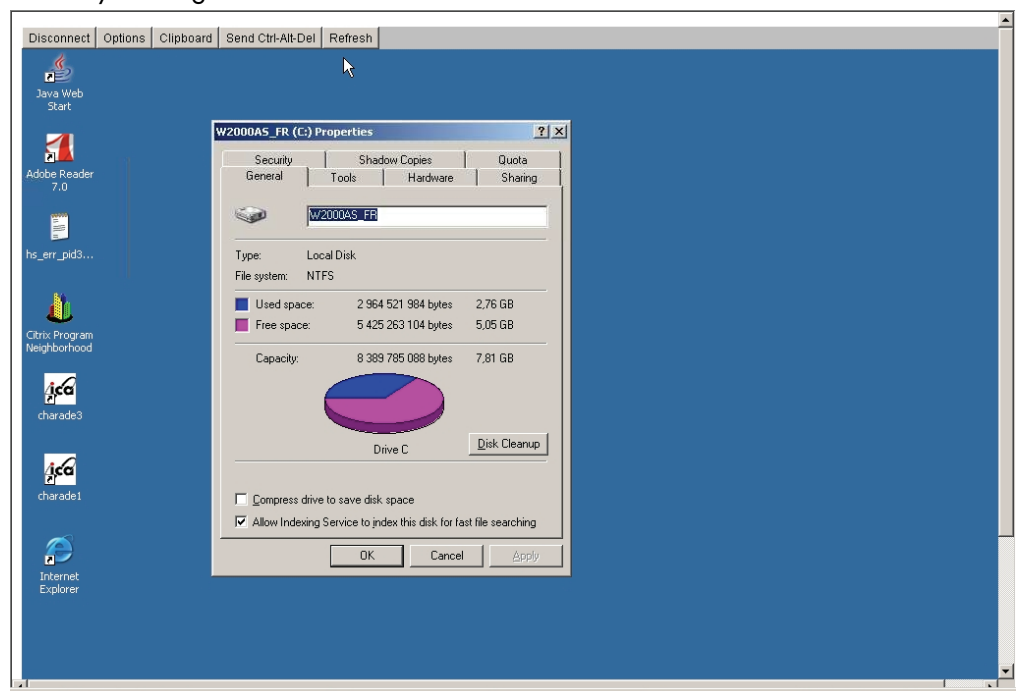 Disconnect Options Clipboard Send Ctrl-Alt-Del Refresh
Java Web
Start
Adobe Reader
7.0
hs_err_pid3...
Citrix Program
Neighborhood
ica
charade3
ica
charade1
Internet
Explorer
W2000AS_FR (C:) Properties
Security Shadow Copies Quota
General Tools Hardware Sharing
W2000AS_FR
Type: Local Disk
File system: NTFS
Used space: 2 964 521 984 bytes 2,76 GB
Free space: 5 425 263 104 bytes 5,05 GB
Capacity: 8 389 785 088 bytes 7,81 GB
Drive C
Disk Cleanup
Compress drive to save disk space
Allow Indexing Service to index this disk for fast file searching
OK Cancel Apply